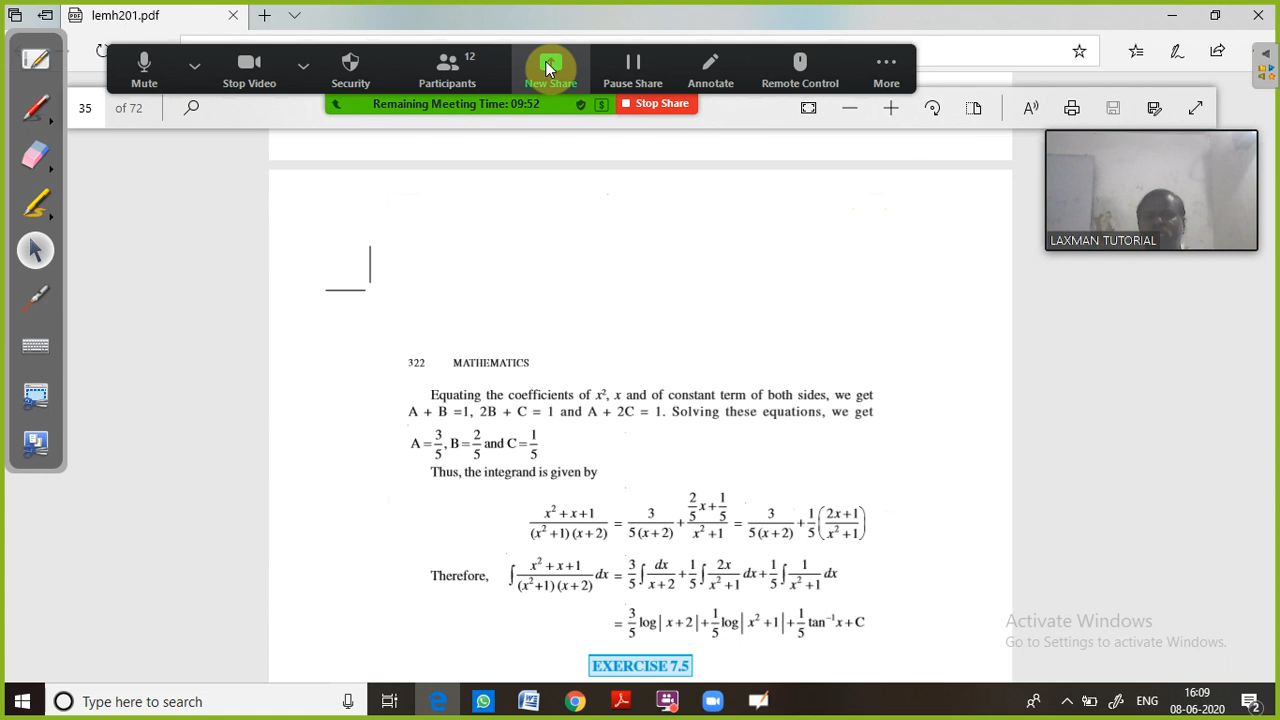 lemh201.pdf
12
Mute
Stop Video
Security
Participants
New Share
Pause Share
Annotate
Remote Control
More
Remaining Meeting Time: 09:52
Stop Share
35 of 72
LAXMAN TUTORIAL
322 MATHEMATICS
Equating the coefficients of x², x and of constant term of both sides, we get
A + B =1, 2B + C = 1 and A + 2C = 1. Solving these equations, we get
A = 3/5, B = 2/5 and C = 1/5
Thus, the integrand is given by
(x² + x + 1)/((x² + 1)(x + 2)) = 3/(5(x+2)) + (2/5 x + 1/5)/(x² + 1) = 3/(5(x+2)) + 1/5((2x+1)/(x² + 1))
Therefore, ∫ (x² + x + 1)/((x² +1)(x + 2)) dx = 3/5 ∫ dx/(x+2) + 1/5 ∫ 2x/(x² +1) dx + 1/5 ∫ 1/(x² +1) dx
= 3/5 log| x+2 | + 1/5 log| x² +1 | + 1/5 tan⁻¹ x + C
EXERCISE 7.5
Activate Windows
Go to Settings to activate Windows.
Type here to search
ENG
16:09
08-06-2020
2